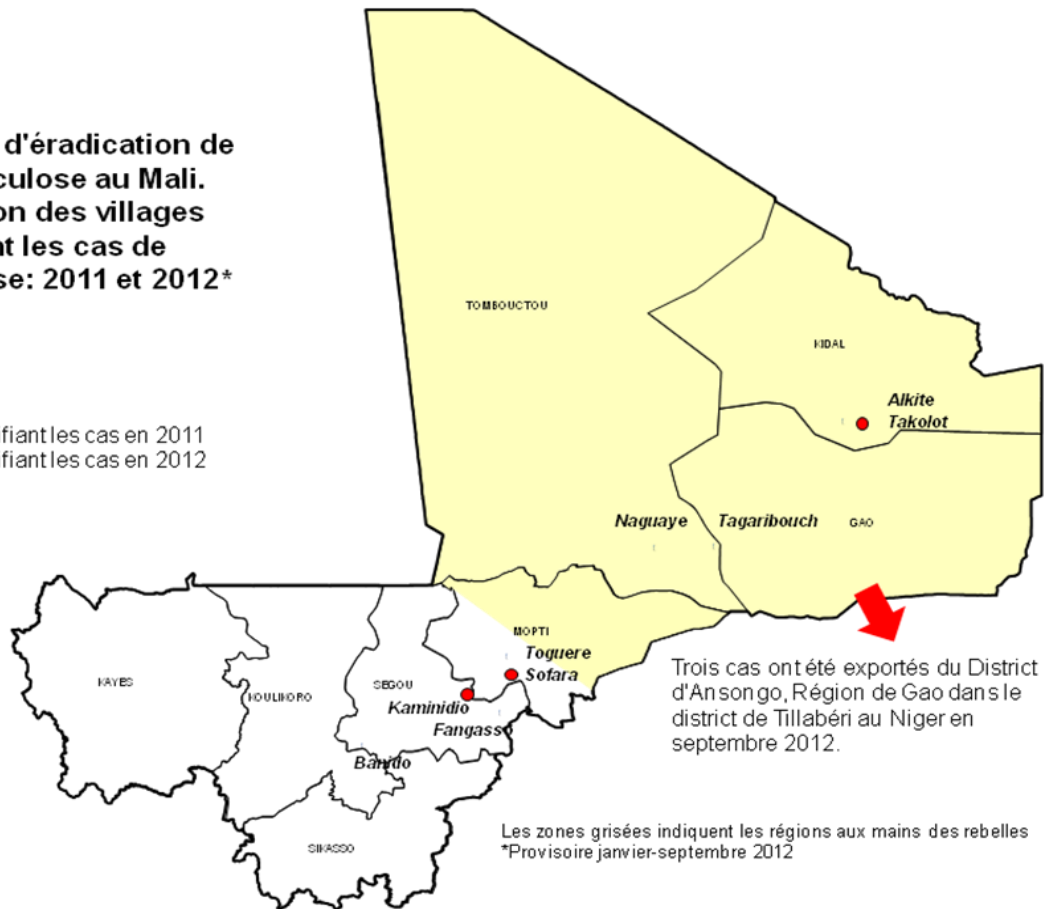 d'éradication de
culose au Mali.
on des villages
nt les cas de
se: 2011 et 2012*
fiant les cas en 2011
fiant les cas en 2012
TOMBOUCTOU
KIDAL
Alkite
Takolot
Naguaye
Tagaribouch
GAO
MOPTI
Toguere
Sofara
KAYES
KOULIKORO
SEGOU
Kaminidio
Fangass
Banido
SIKASSO
Trois cas ont été exportés du District
d'Ansongo, Région de Gao dans le
district de Tillabéri au Niger en
septembre 2012.
Les zones grisées indiquent les régions aux mains des rebelles
*Provisoire janvier-septembre 2012